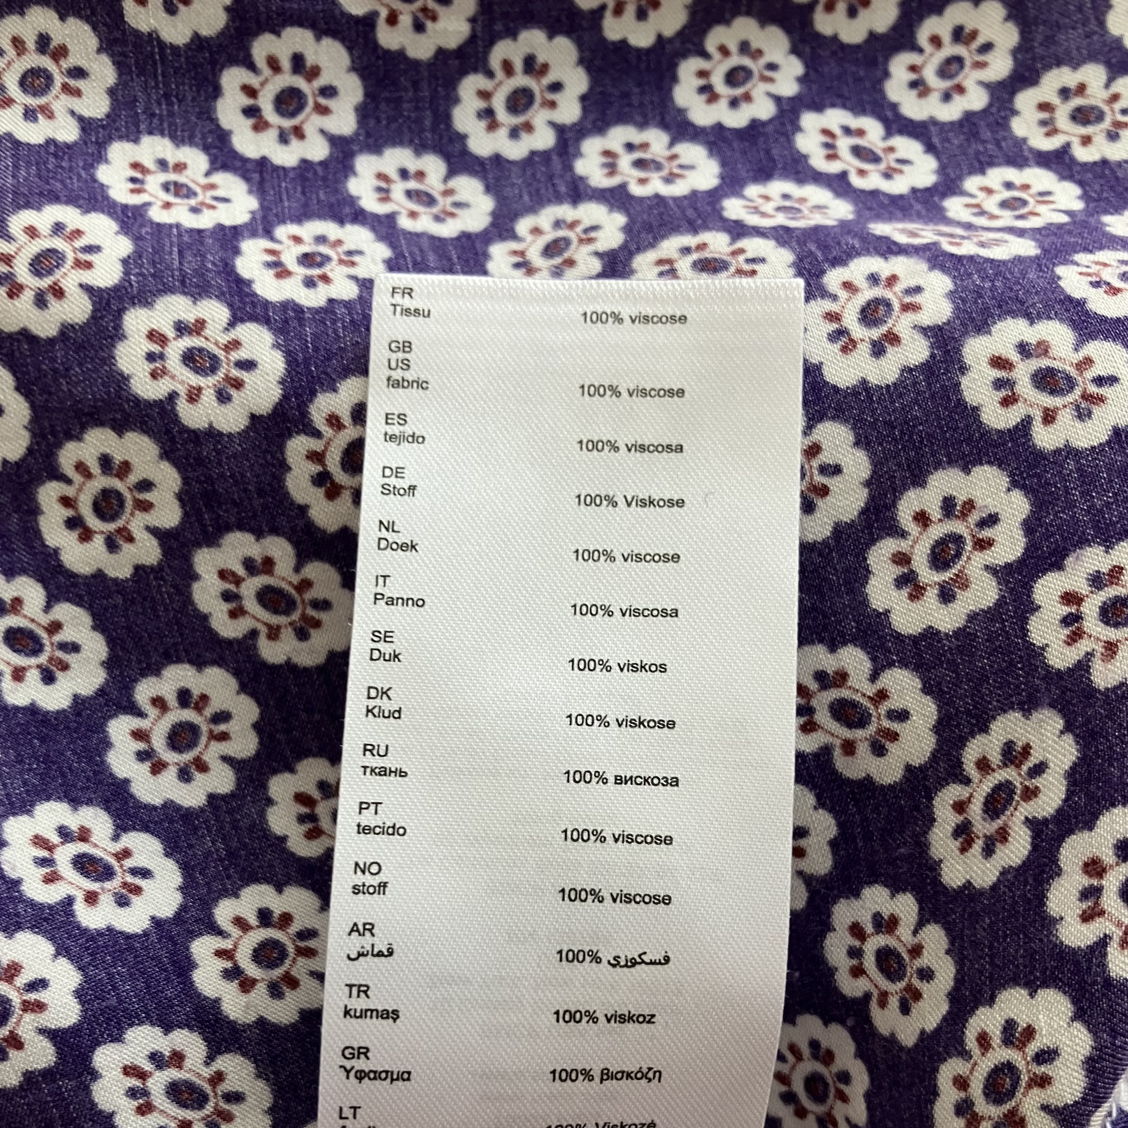 FR
Tissu
100% viscose
GB
US
fabric
100% viscose
ES
tejido
100% viscosa
DE
Stoff
100% Viskose
NL
Doek
100% viscose
IT
Panno
100% viscosa
SE
Duk
100% viskos
DK
Klud
100% viskose
RU
ткань
100% вискоза
PT
tecido
100% viscose
NO
stoff
100% viscose
AR
قماش
100% فسكوزي
TR
kumaş
100% viskoz
GR
Ύφασμα
100% βισκόζη
LT
100% Viskozė